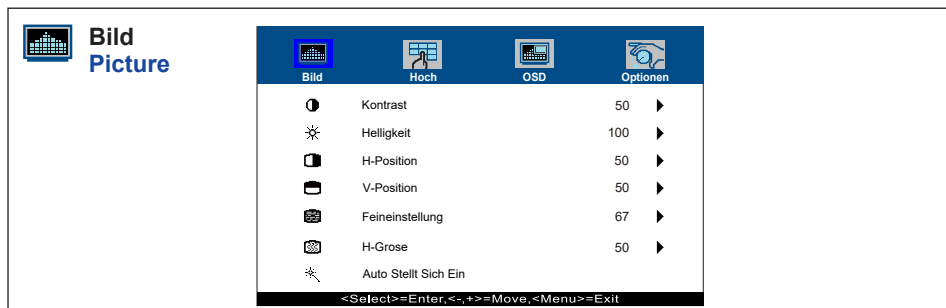 Bild
Picture
Bild Hoch OSD Optionen
Kontrast 50
Helligkeit 100
H-Position 50
V-Position 50
Feineinstellung 67
H-Grose 50
Auto Stellt Sich Ein
<Select>=Enter,<-,+>=Move,<Menu>=Exit